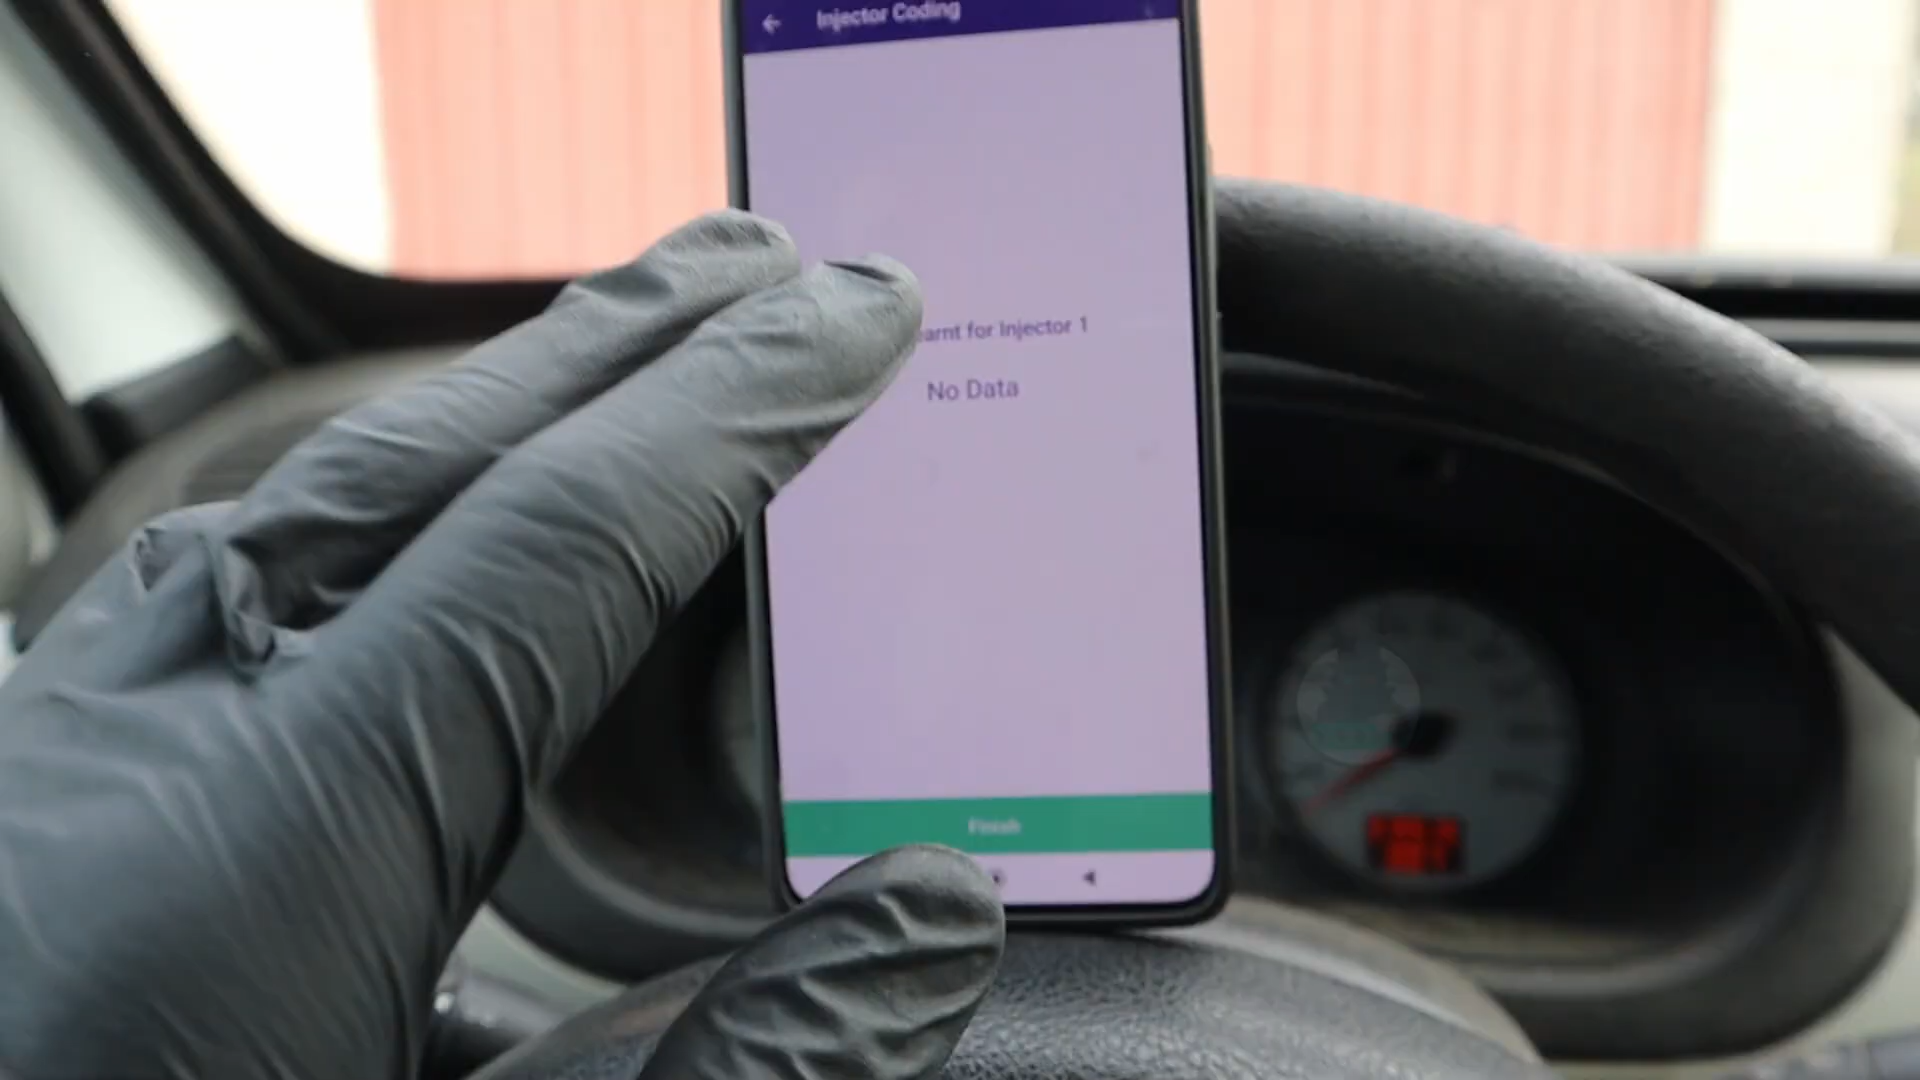 Injector Coding
earnt for Injector 1
No Data
Finish